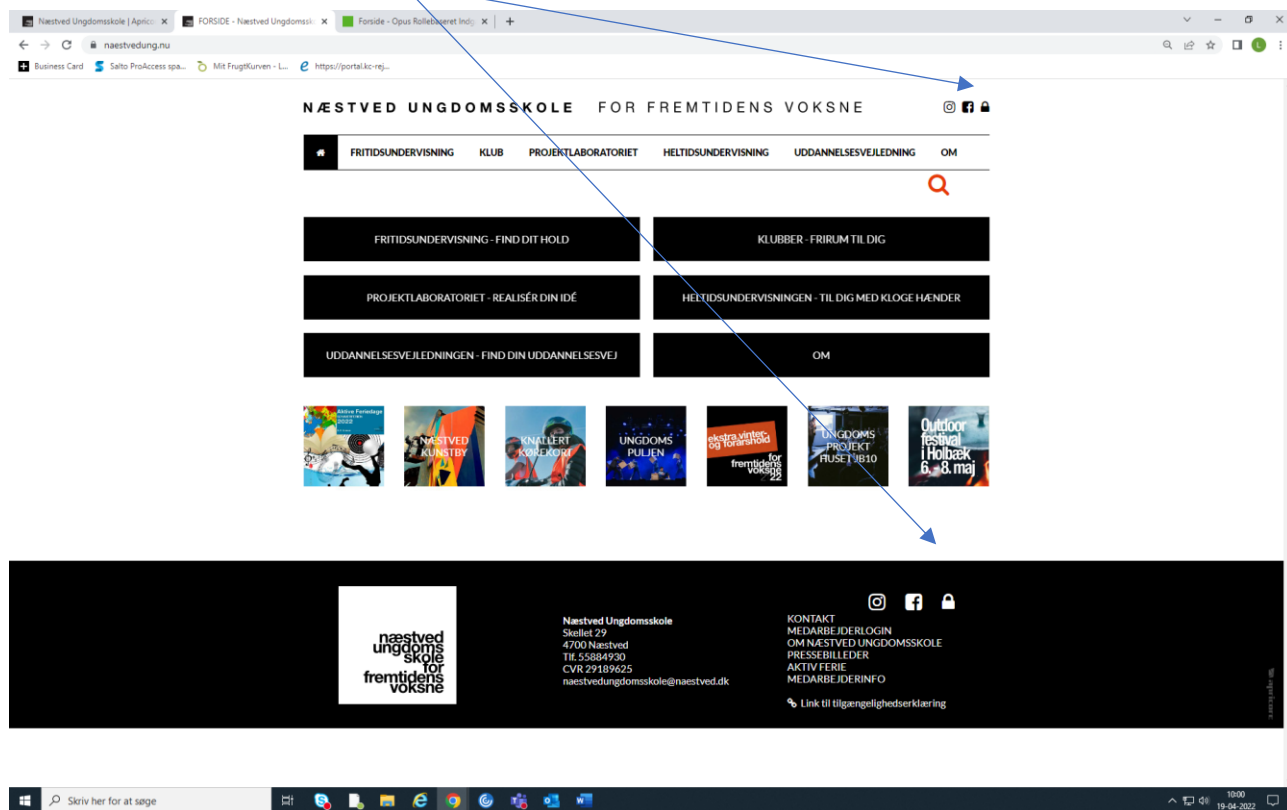 Næstved Ungdomsskole | Aprico
FORSIDE - Næstved Ungdomssk
Forside - Opus Rollebaseret Indg
naestvedung.nu
Business Card
Salto ProAccess spa...
Mit FrugtKurven - L...
https://portal.kc-rej...
NÆSTVED UNGDOMSSKOLE FOR FREMTIDENS VOKSNE
FRITIDSUNDERVISNING KLUB PROJEKTLABORATORIET HELTIDSUNDERVISNING UDDANNELSESVEJLEDNING OM
FRITIDSUNDERVISNING - FIND DIT HOLD
KLUBBER - FRIRUM TIL DIG
PROJEKTLABORATORIET - REALISÉR DIN IDÉ
HELTIDSUNDERVISNINGEN - TIL DIG MED KLOGE HÆNDER
UDDANNELSESVEJLEDNINGEN - FIND DIN UDDANNELSESVEJ
OM
Aktive Feriedage
2022
NÆSTVED
KUNSTBY
KNALLERT
KØREKORT
UNGDOMS
PULJEN
ekstra vinter-
og forårshold
for
fremtidens
voksne
22
UNGDOMS
PROJEKT
HUSET JB10
Outdoor
festival
i Holbæk
6.-8. maj
næstved
ungdoms
skole
for
fremtidens
voksne
Næstved Ungdomsskole
Skellet 29
4700 Næstved
Tlf. 55884930
CVR 29189625
naestvedungdomsskole@naestved.dk
KONTAKT
MEDARBEJDERLOGIN
OM NÆSTVED UNGDOMSSKOLE
PRESSEBILLEDER
AKTIV FERIE
MEDARBEJDERINFO
Link til tilgængelighedserklæring
Skriv her for at søge
10:00
19-04-2022